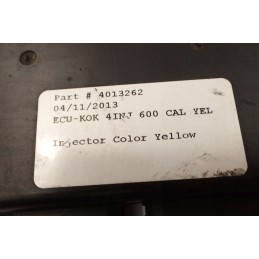 Part # 4013262
04/11/2013
ECU-KOK 4INJ 600 CAL YEL
Injector Color Yellow